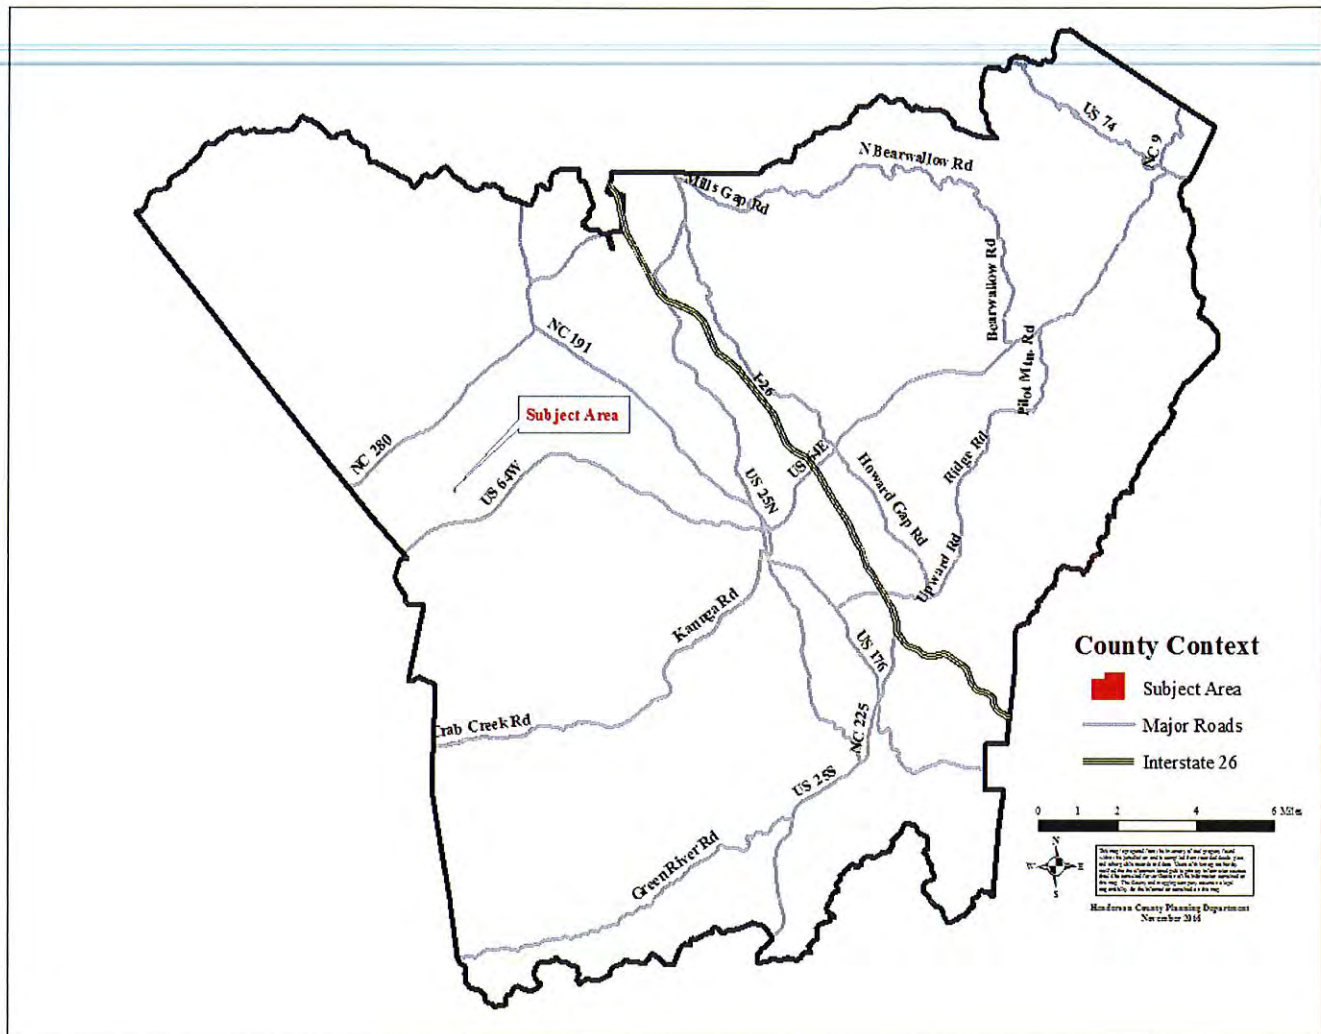 US 74
NC 9
N Bearwallow Rd
Mills Gap Rd
Bearwallow Rd
NC 191
Pilot Mtn. Rd
I-26
Subject Area
NC 280
US 64W
US 25N
Howard Gap Rd
Ridge Rd
Upward Rd
Kanuga Rd
US 176
County Context
Subject Area
Major Roads
Interstate 26
Crab Creek Rd
NC 225
US 25S
Green River Rd
0 1 2 4 6 Miles
N
W E
S
Henderson County Planning Department
November 2016